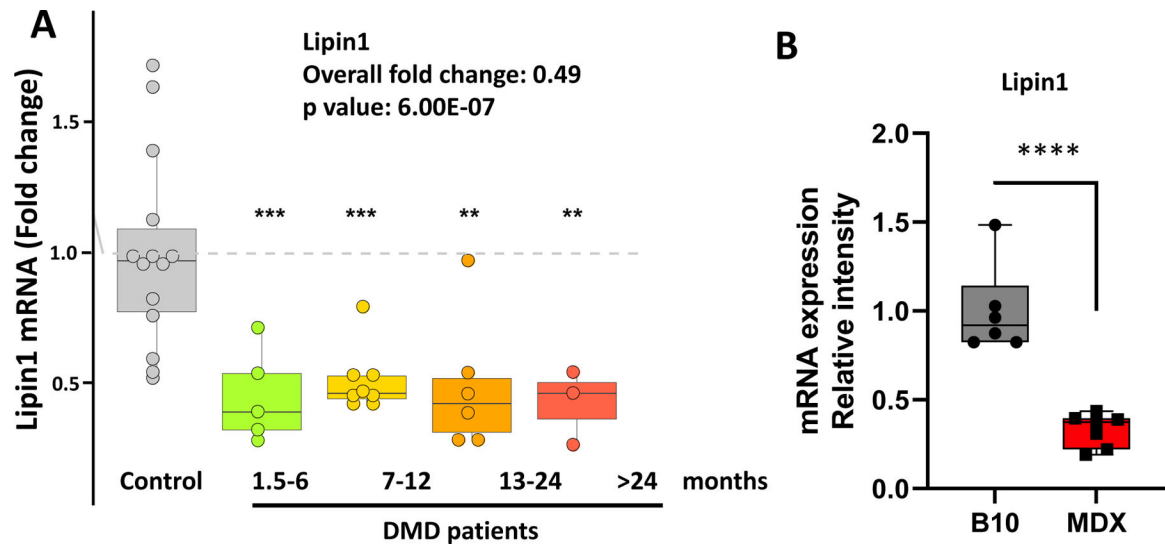 A
Lipin1
Overall fold change: 0.49
p value: 6.00E-07
Lipin1 mRNA (Fold change)
1.5
1.0
0.5
*** *** ** **
Control 1.5-6 7-12 13-24 >24 months
DMD patients
B
Lipin1
****
mRNA expression
Relative intensity
2.0
1.5
1.0
0.5
0.0
B10 MDX